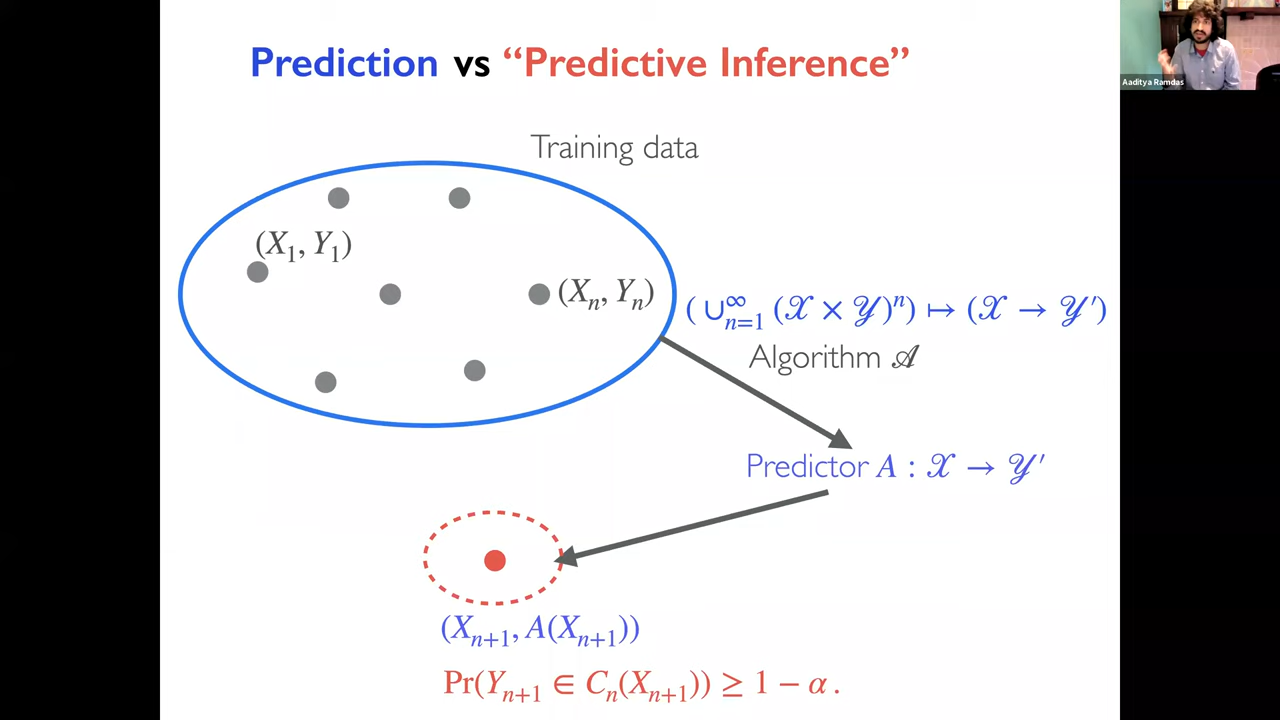 Prediction vs “Predictive Inference”
Aaditya Ramdas
Training data
(X₁, Y₁)
(Xₙ, Yₙ)
( ∪ₙ₌₁^∞ (𝒳 × 𝒴)ⁿ) ↦ (𝒳 → 𝒴′)
Algorithm 𝒜
Predictor A : 𝒳 → 𝒴′
(Xₙ₊₁, A(Xₙ₊₁))
Pr(Yₙ₊₁ ∈ Cₙ(Xₙ₊₁)) ≥ 1 − α .